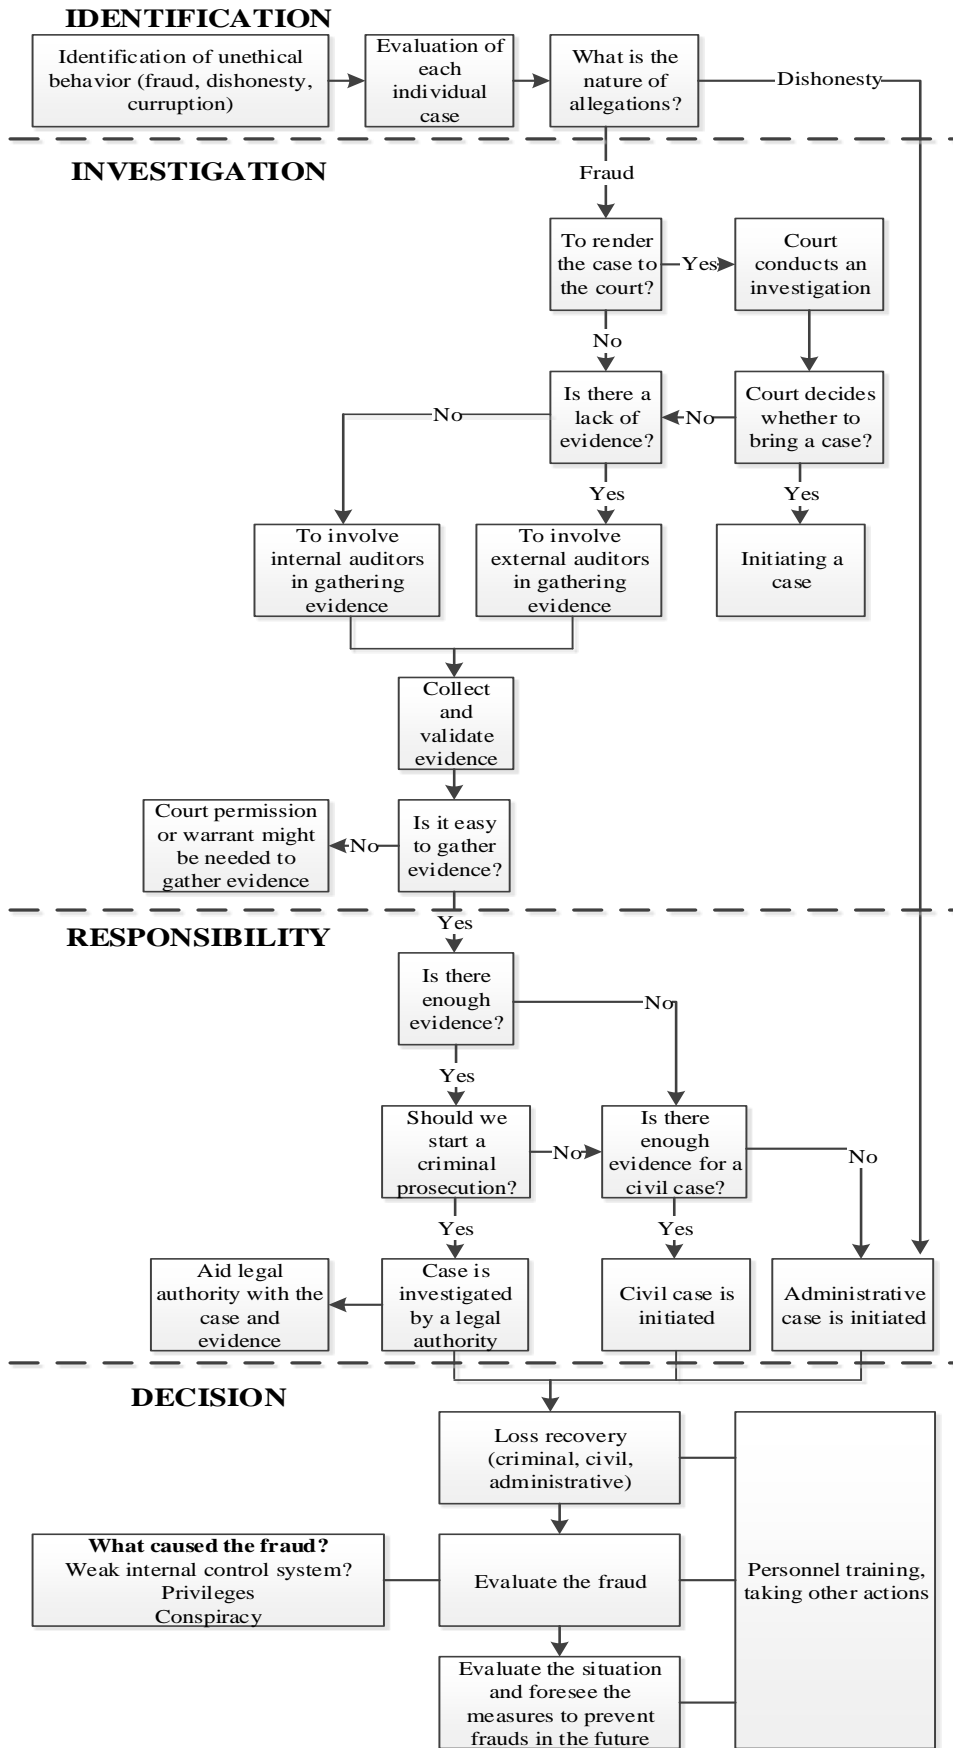 IDENTIFICATION
Identification of unethical
behavior (fraud, dishonesty,
curruption)
Evaluation of
each
individual
case
What is the
nature of
allegations?
Dishonesty
INVESTIGATION
Fraud
To render
the case to
the court?
Yes
Court
conducts an
investigation
No
Is there a
lack of
evidence?
No
Court decides
whether to
bring a case?
No
Yes
Yes
To involve
internal auditors
in gathering
evidence
To involve
external auditors
in gathering
evidence
Initiating a
case
Collect
and
validate
evidence
Court permission
or warrant might
be needed to
gather evidence
No
Is it easy
to gather
evidence?
Yes
RESPONSIBILITY
Is there
enough
evidence?
No
Yes
Should we
start a
criminal
prosecution?
No
Is there
enough
evidence for a
civil case?
No
Yes
Yes
Aid legal
authority with the
case and
evidence
Case is
investigated
by a legal
authority
Civil case is
initiated
Administrative
case is initiated
DECISION
Loss recovery
(criminal, civil,
administrative)
What caused the fraud?
Weak internal control system?
Privileges
Conspiracy
Evaluate the fraud
Personnel training,
taking other actions
Evaluate the situation
and foresee the
measures to prevent
frauds in the future